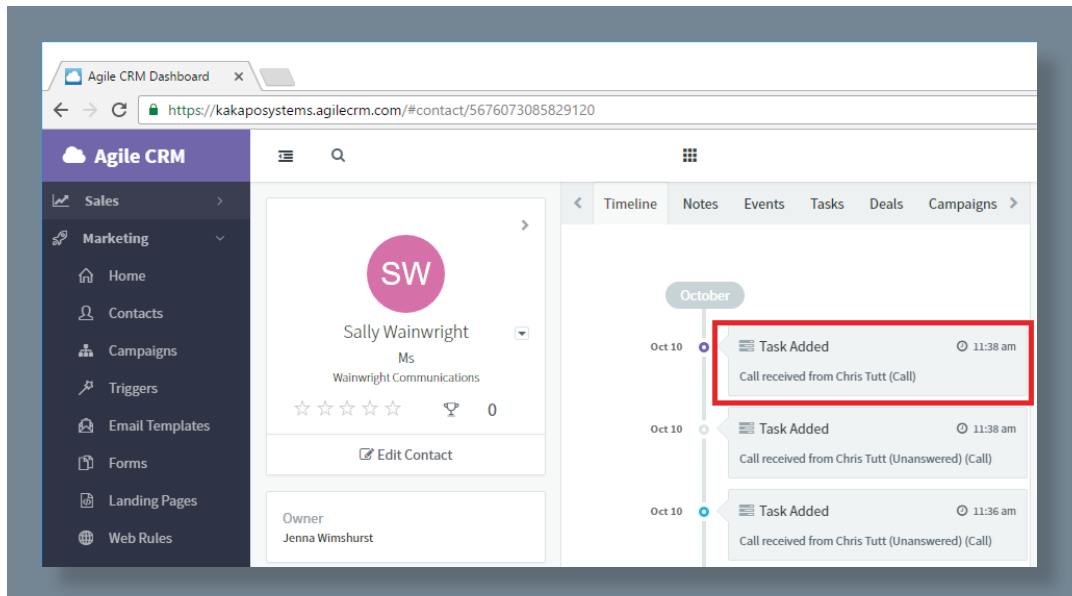 Agile CRM Dashboard
https://kakaposystems.agilecrm.com/#contact/5676073085829120
Agile CRM
Sales
Marketing
Home
Contacts
Campaigns
Triggers
Email Templates
Forms
Landing Pages
Web Rules
SW
Sally Wainwright
Ms
Wainwright Communications
0
Edit Contact
Owner
Jenna Wimshurst
Timeline Notes Events Tasks Deals Campaigns
October
Oct 10 Task Added 11:38 am
Call received from Chris Tutt (Call)
Oct 10 Task Added 11:38 am
Call received from Chris Tutt (Unanswered) (Call)
Oct 10 Task Added 11:36 am
Call received from Chris Tutt (Unanswered) (Call)